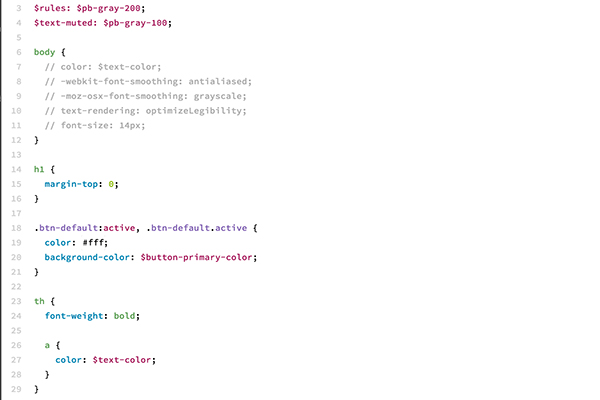 3 $rules: $pb-gray-200;
4 $text-muted: $pb-gray-100;
5
6 body {
7 // color: $text-color;
8 // -webkit-font-smoothing: antialiased;
9 // -moz-osx-font-smoothing: grayscale;
10 // text-rendering: optimizeLegibility;
11 // font-size: 14px;
12 }
13
14 h1 {
15 margin-top: 0;
16 }
17
18 .btn-default:active, .btn-default.active {
19 color: #fff;
20 background-color: $button-primary-color;
21 }
22
23 th {
24 font-weight: bold;
25
26 a {
27 color: $text-color;
28 }
29 }